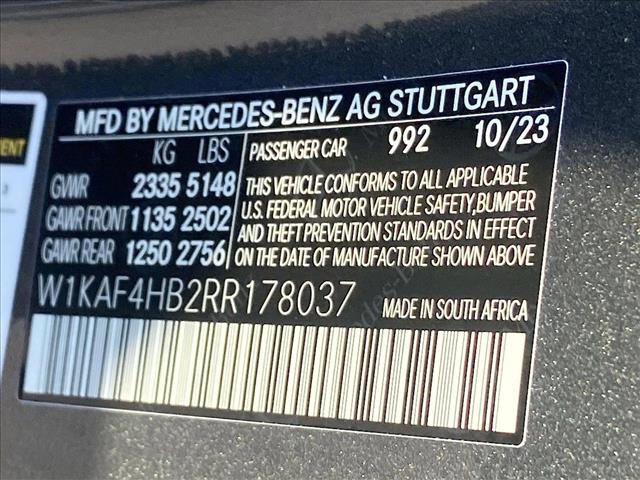 MFD BY MERCEDES-BENZ AG STUTTGART
KG LBS
GVWR 2335 5148
GAWR FRONT 1135 2502
GAWR REAR 1250 2756
PASSENGER CAR 992 10/23
THIS VEHICLE CONFORMS TO ALL APPLICABLE
U.S. FEDERAL MOTOR VEHICLE SAFETY, BUMPER
AND THEFT PREVENTION STANDARDS IN EFFECT
ON THE DATE OF MANUFACTURE SHOWN ABOVE
W1KAF4HB2RR178037 MADE IN SOUTH AFRICA